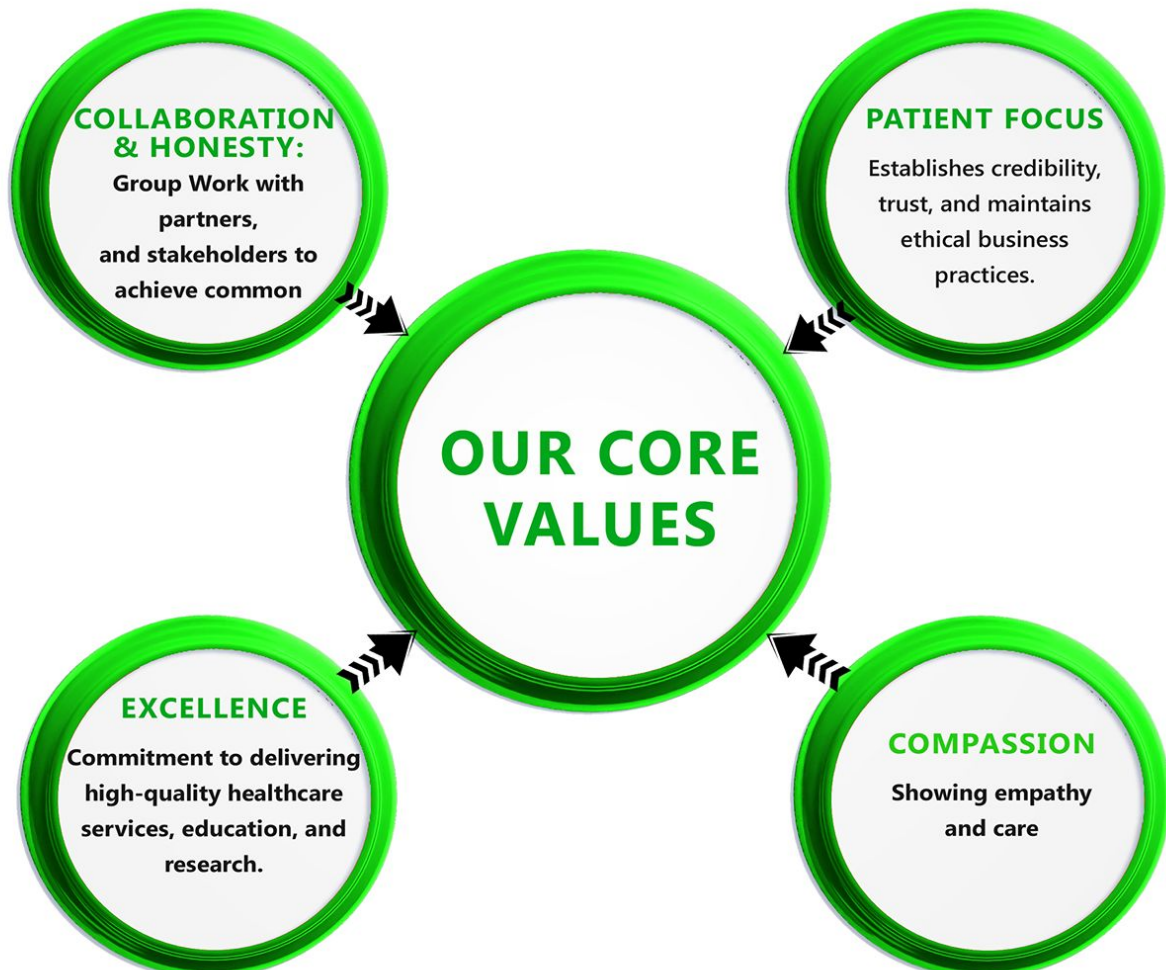 COLLABORATION
& HONESTY:
Group Work with
partners,
and stakeholders to
achieve common
PATIENT FOCUS
Establishes credibility,
trust, and maintains
ethical business
practices.
OUR CORE
VALUES
EXCELLENCE
Commitment to delivering
high-quality healthcare
services, education, and
research.
COMPASSION
Showing empathy
and care